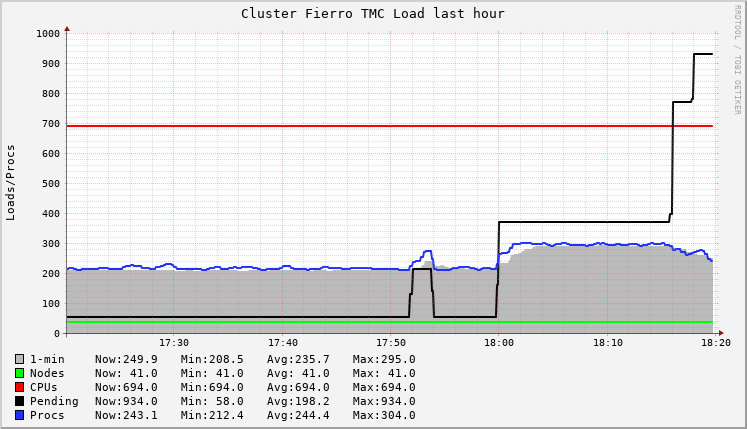 Cluster Fierro TMC Load last hour
RRDTOOL / TOBI OETIKER
Loads/Procs
1000
900
800
700
600
500
400
300
200
100
0
17:30 17:40 17:50 18:00 18:10 18:20
1-min Now:249.9 Min:208.5 Avg:235.7 Max:295.0
Nodes Now: 41.0 Min: 41.0 Avg: 41.0 Max: 41.0
CPUs Now:694.0 Min:694.0 Avg:694.0 Max:694.0
Pending Now:934.0 Min: 58.0 Avg:198.2 Max:934.0
Procs Now:243.1 Min:212.4 Avg:244.4 Max:304.0